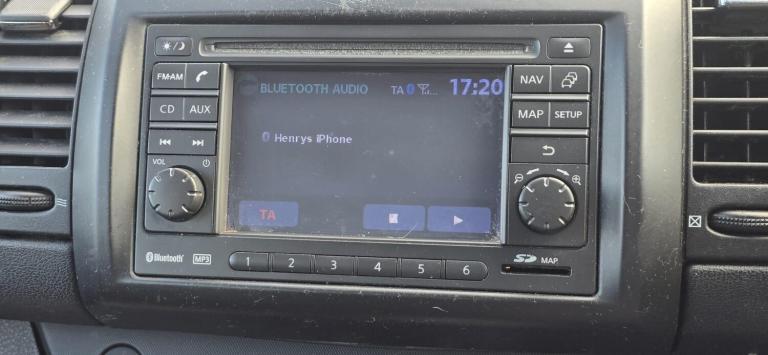 BLUETOOTH AUDIO TA 17:20
Henrys iPhone
TA
FM·AM
CD AUX
VOL
NAV
MAP SETUP
Bluetooth MP3
1 2 3 4 5 6
SD MAP